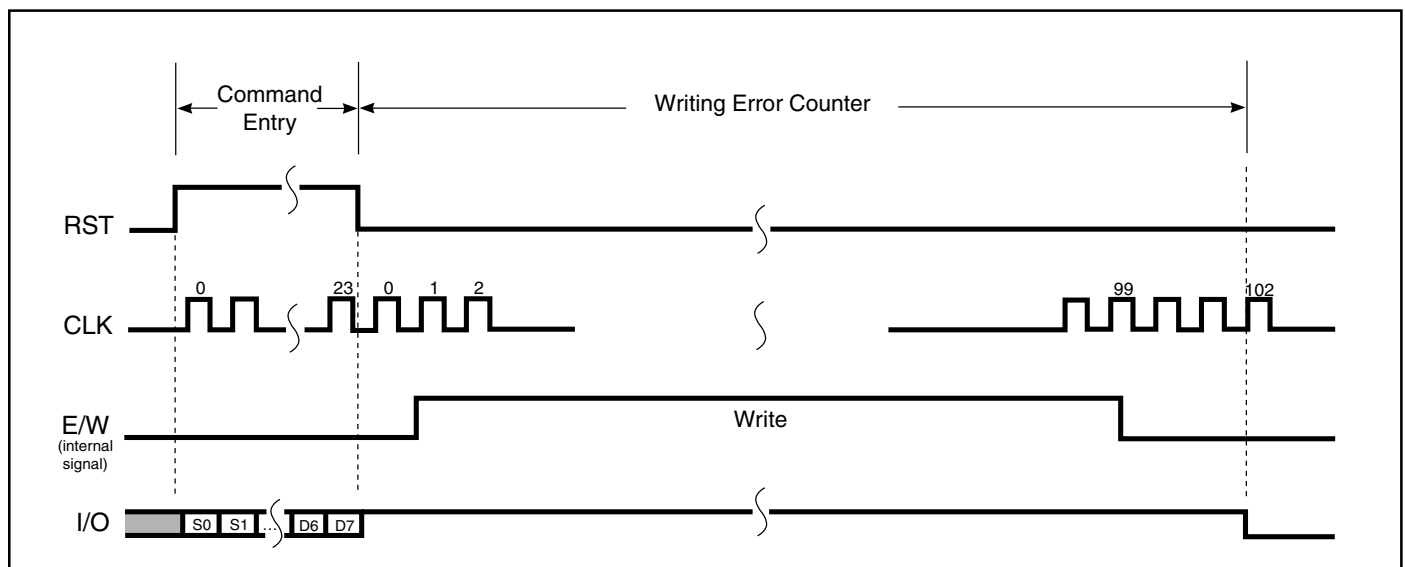 Command
Entry
Writing Error Counter
RST
0 23 0 1 2 99 102
CLK
E/W
(internal
signal)
Write
I/O S0 S1 ... D6 D7